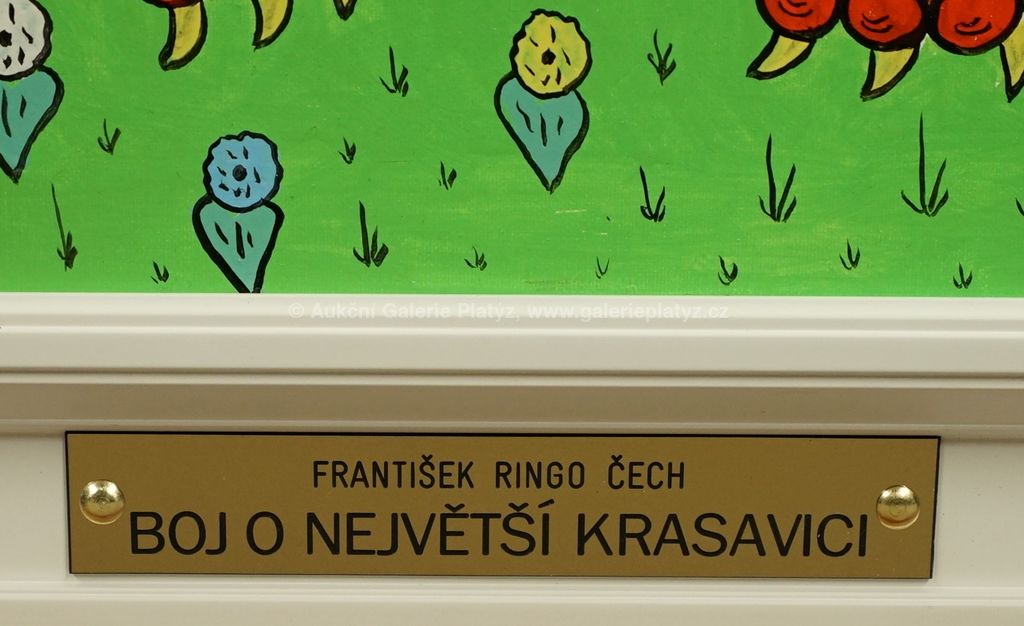 © Aukční Galerie Platýz, www.galerieplatyz.cz
FRANTIŠEK RINGO ČECH
BOJ O NEJVĚTŠÍ KRASAVICI